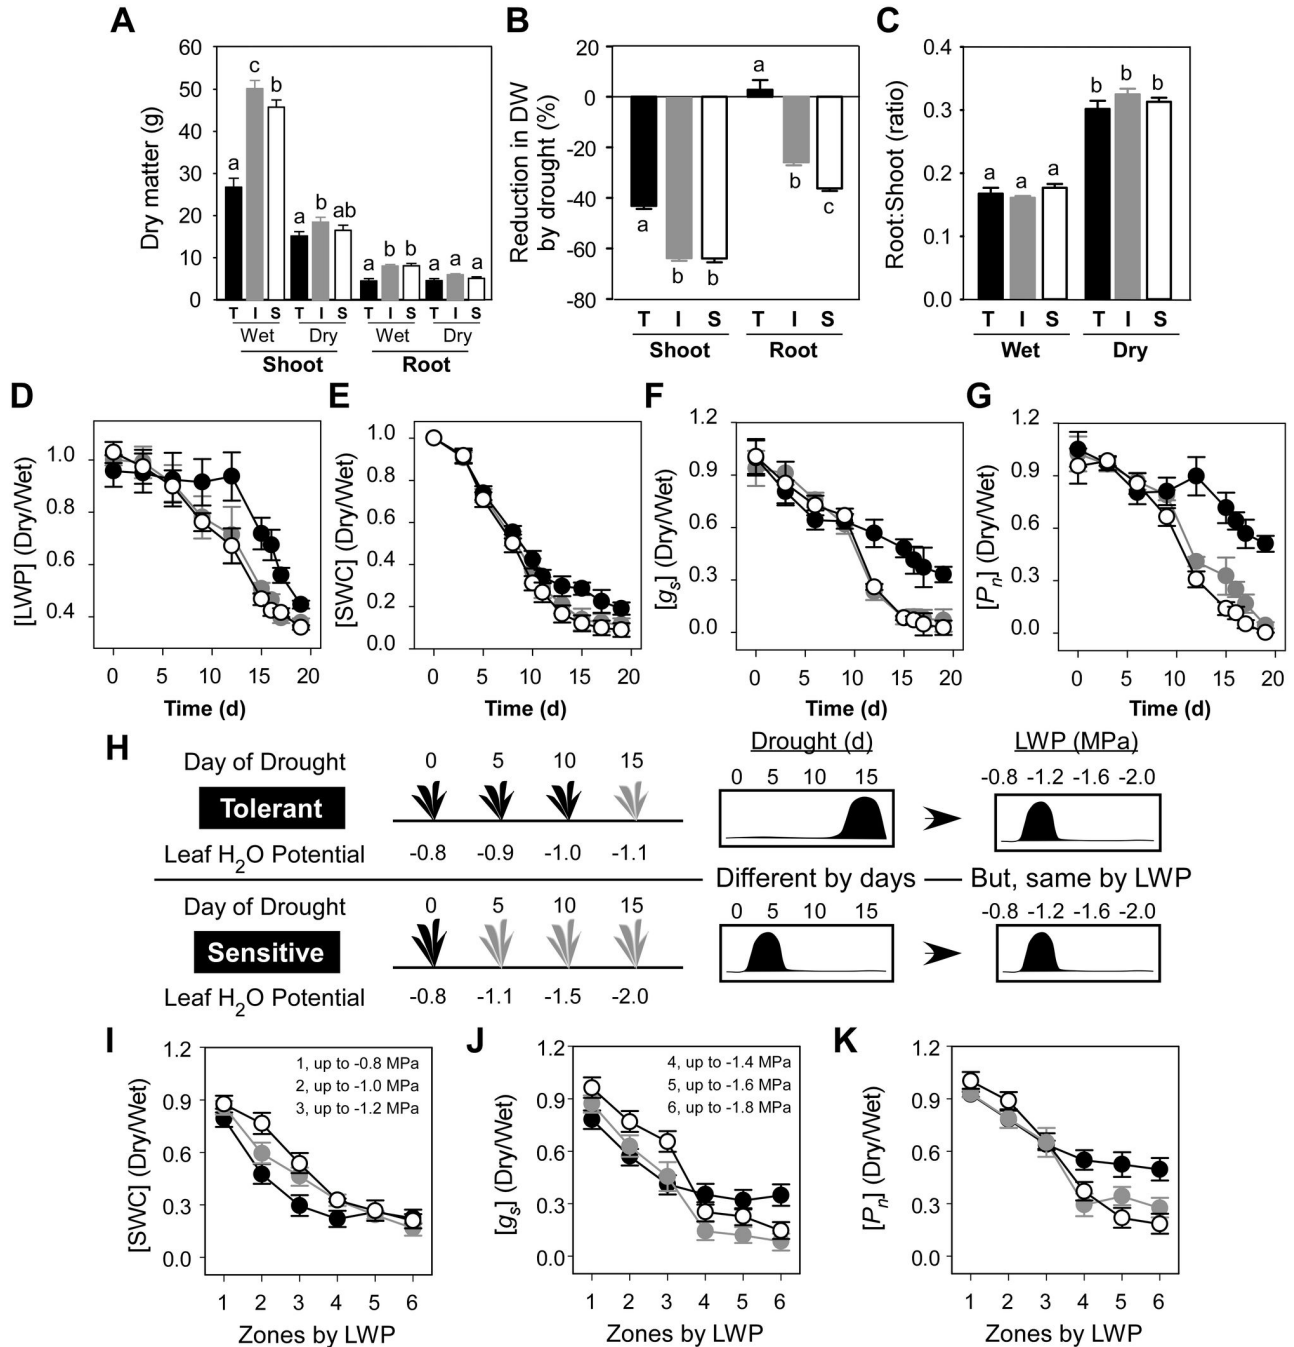 A
Dry matter (g)
60
50
40
30
20
10
0
a
c
b
a
b
ab
a
b
b
a
a
a
T I S T I S T I S T I S
Wet Dry Wet Dry
Shoot Root
B
Reduction in DW
by drought (%)
20
0
-20
-40
-60
-80
a
a
b
b
b
c
T I S T I S
Shoot Root
C
Root:Shoot (ratio)
0.4
0.3
0.2
0.1
0.0
a a a b b b
T I S T I S
Wet Dry
D
[LWP] (Dry/Wet)
1.0
0.8
0.6
0.4
0 5 10 15 20
Time (d)
E
[SWC] (Dry/Wet)
1.0
0.8
0.6
0.4
0.2
0.0
0 5 10 15 20
Time (d)
F
[gs] (Dry/Wet)
1.2
0.9
0.6
0.3
0.0
0 5 10 15 20
Time (d)
G
[Pn] (Dry/Wet)
1.2
0.9
0.6
0.3
0.0
0 5 10 15 20
Time (d)
H
Day of Drought 0 5 10 15
Tolerant
Leaf H2O Potential -0.8 -0.9 -1.0 -1.1
Drought (d)
0 5 10 15
LWP (MPa)
-0.8 -1.2 -1.6 -2.0
Different by days But, same by LWP
Day of Drought 0 5 10 15
Sensitive
Leaf H2O Potential -0.8 -1.1 -1.5 -2.0
0 5 10 15
-0.8 -1.2 -1.6 -2.0
I
[SWC] (Dry/Wet)
1.2
0.9
0.6
0.3
0.0
1, up to -0.8 MPa
2, up to -1.0 MPa
3, up to -1.2 MPa
1 2 3 4 5 6
Zones by LWP
J
[gs] (Dry/Wet)
1.2
0.9
0.6
0.3
0.0
4, up to -1.4 MPa
5, up to -1.6 MPa
6, up to -1.8 MPa
1 2 3 4 5 6
Zones by LWP
K
[Pn] (Dry/Wet)
1.2
0.9
0.6
0.3
0.0
1 2 3 4 5 6
Zones by LWP